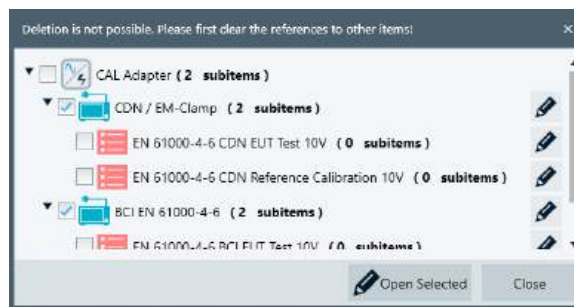 Deletion is not possible. Please first clear the references to other items!
CAL Adapter ( 2 subitems )
CDN / EM-Clamp ( 2 subitems )
EN 61000-4-6 CDN EUT Test 10V ( 0 subitems )
EN 61000-4-6 CDN Reference Calibration 10V ( 0 subitems )
BCI EN 61000-4-6 ( 2 subitems )
EN 61000-4-6 BCI EUT Test 10V ( 0 subitems )
Open Selected
Close